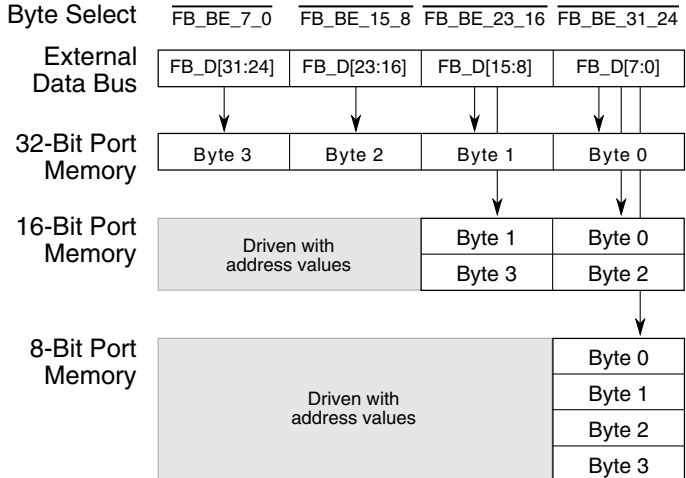 Byte Select FB_BE_7_0 FB_BE_15_8 FB_BE_23_16 FB_BE_31_24
External
Data Bus
FB_D[31:24] FB_D[23:16] FB_D[15:8] FB_D[7:0]
32-Bit Port
Memory
Byte 3 Byte 2 Byte 1 Byte 0
16-Bit Port
Memory
Driven with
address values
Byte 1 Byte 0
Byte 3 Byte 2
8-Bit Port
Memory
Driven with
address values
Byte 0
Byte 1
Byte 2
Byte 3